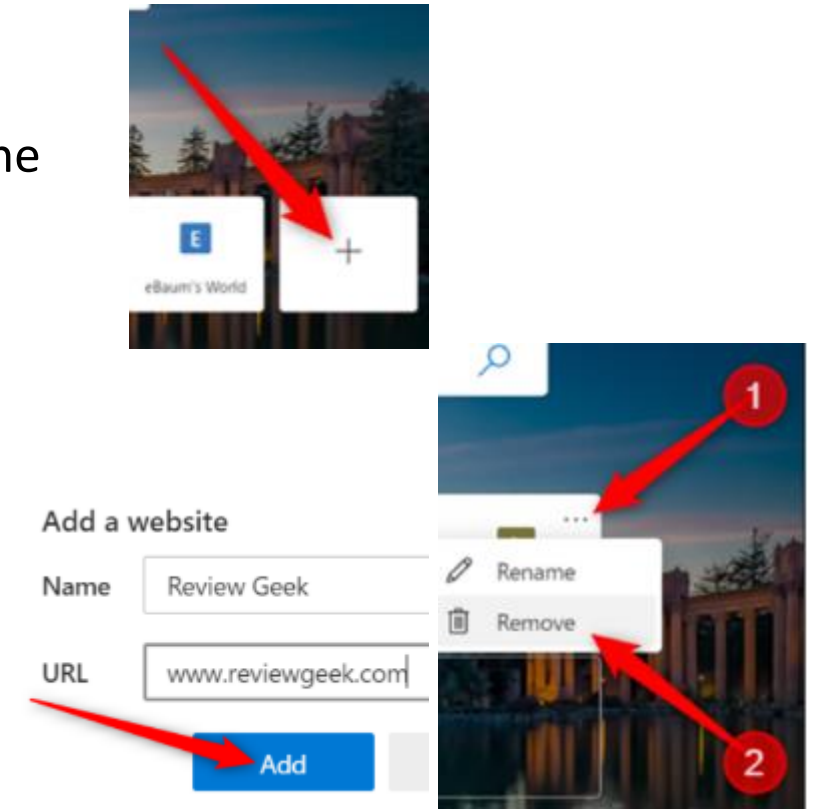 ne
E
eBaum's World
Add a website
Name Review Geek
URL www.reviewgeek.com
Add
1
...
Rename
Remove
2